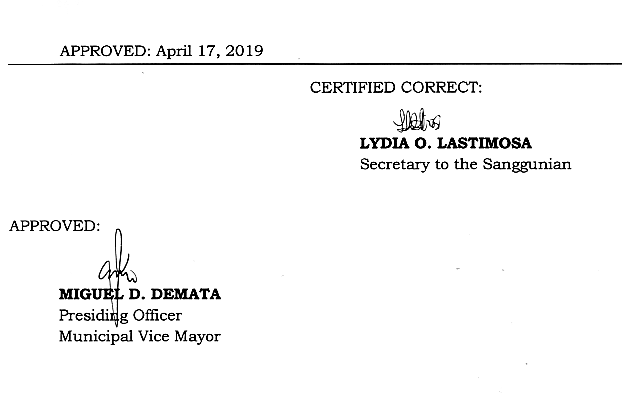 APPROVED: April 17, 2019
CERTIFIED CORRECT:
LYDIA O. LASTIMOSA
Secretary to the Sanggunian
APPROVED:
MIGUEL D. DEMATA
Presiding Officer
Municipal Vice Mayor